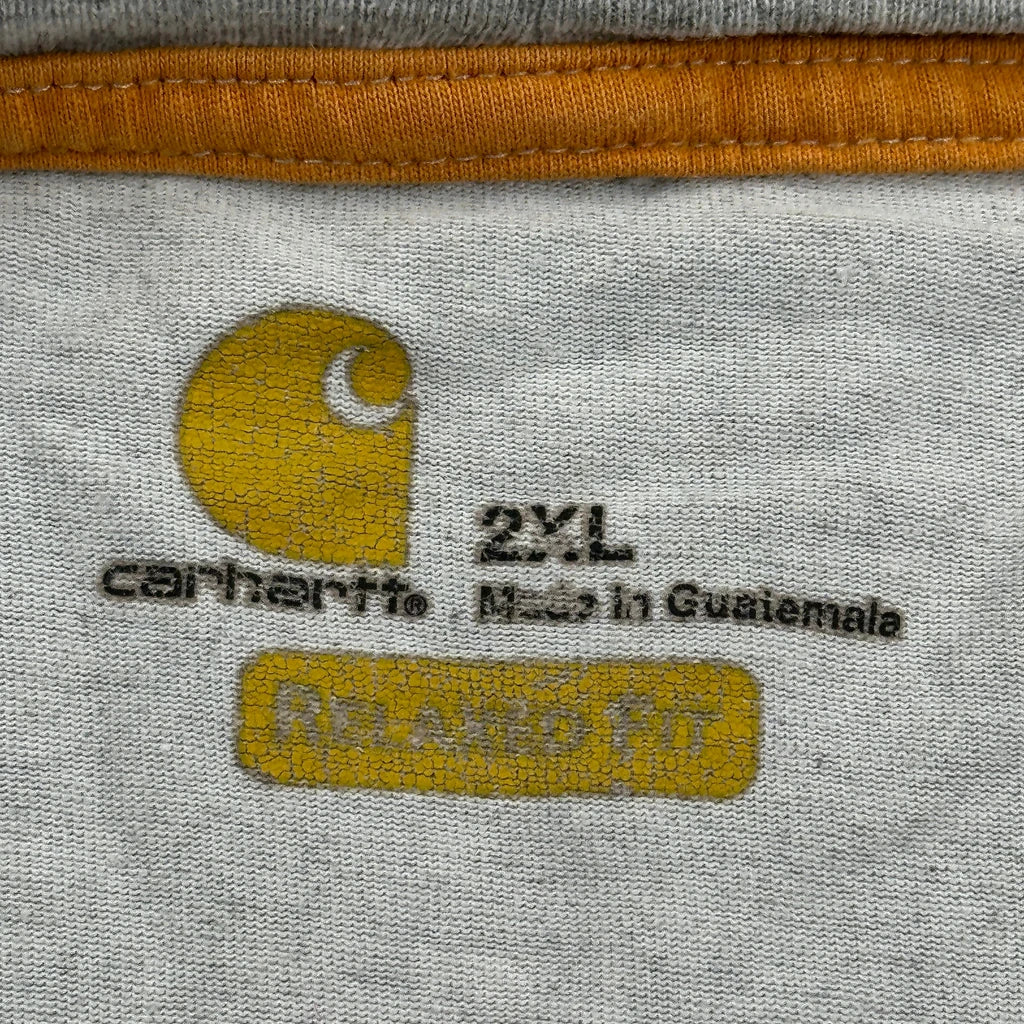 carhartt®
2XL
Made in Guatemala
RELAXED FIT